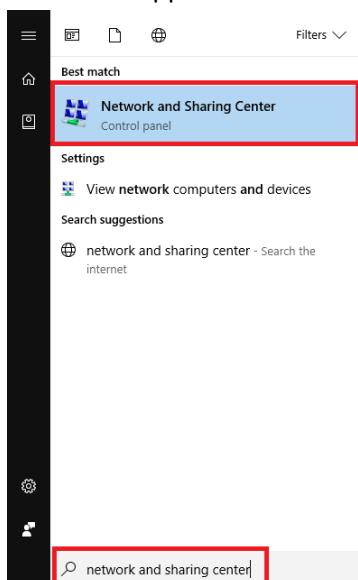 Filters
Best match
Network and Sharing Center
Control panel
Settings
View network computers and devices
Search suggestions
network and sharing center - Search the
internet
network and sharing center